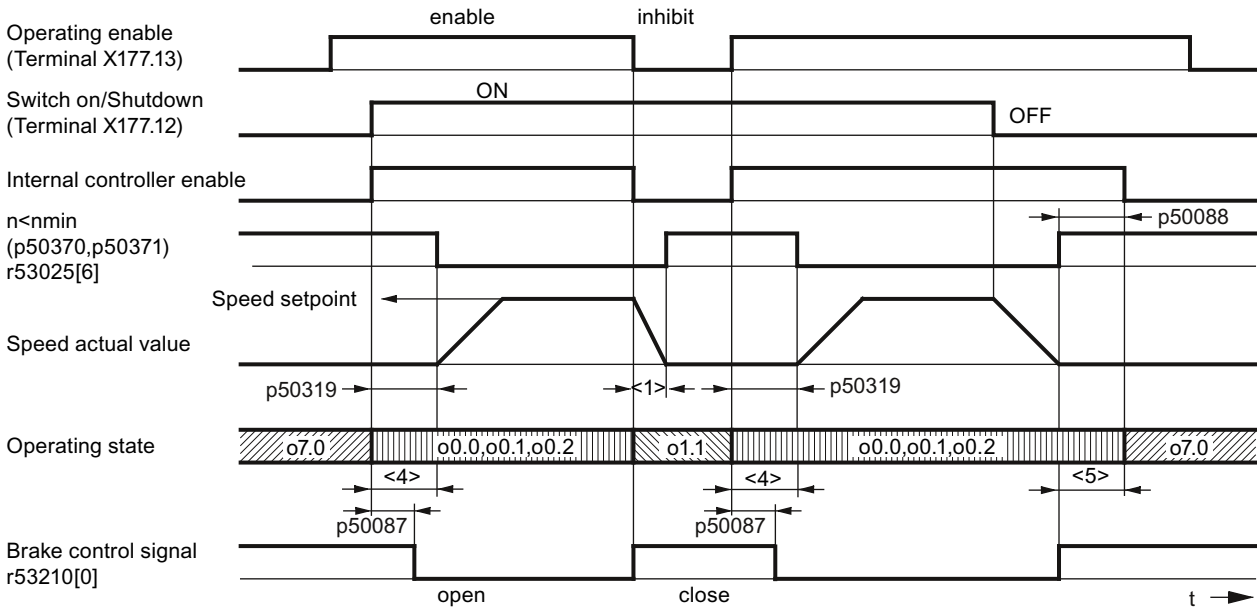 enable inhibit
Operating enable
(Terminal X177.13)
Switch on/Shutdown
(Terminal X177.12)
ON
OFF
Internal controller enable
n<nmin
(p50370,p50371)
r53025[6]
p50088
Speed setpoint
Speed actual value
p50319 <1> p50319
Operating state
o7.0 o0.0,o0.1,o0.2 o1.1 o0.0,o0.1,o0.2 o7.0
<4> <4> <5>
p50087 p50087
Brake control signal
r53210[0]
open close t